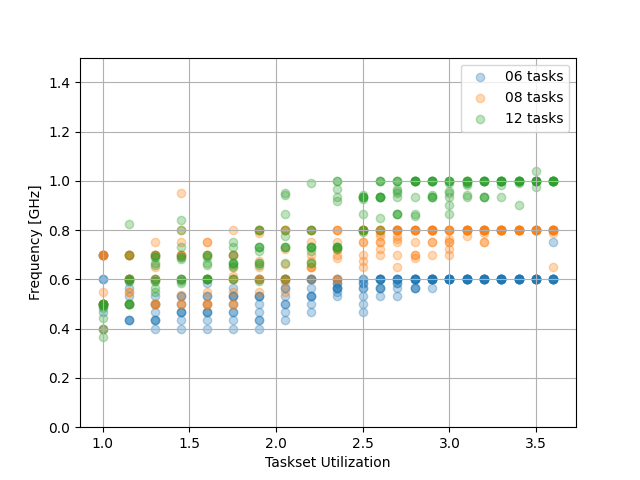 1.4
1.2
1.0
0.8
0.6
0.4
0.2
0.0
Frequency [GHz]
06 tasks
08 tasks
12 tasks
1.0 1.5 2.0 2.5 3.0 3.5
Taskset Utilization